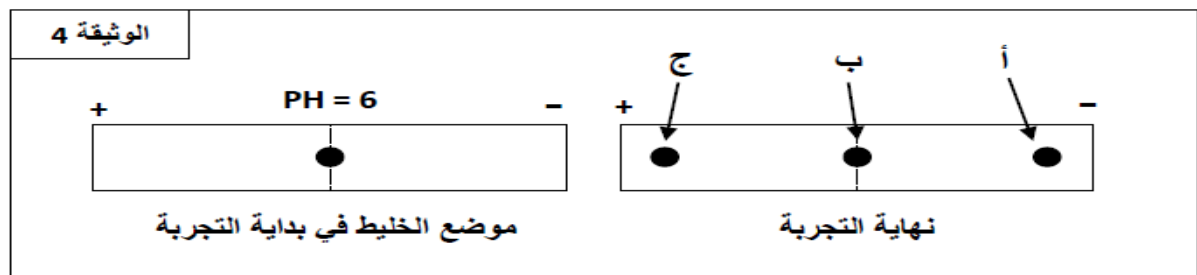 الوثيقة 4
أ
ب
ج
+ PH = 6 −
+ −
موضع الخليط في بداية التجربة
نهاية التجربة